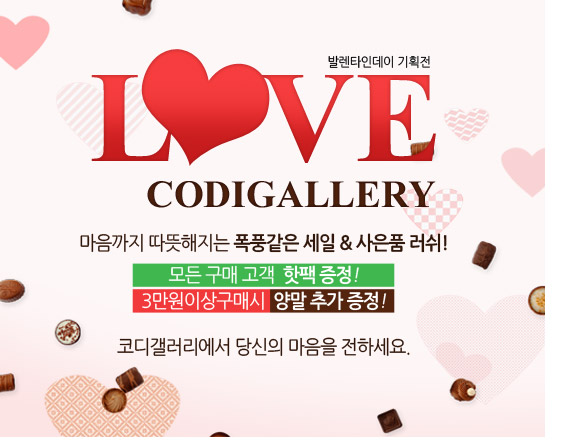 발렌타인데이 기획전
LOVE
CODIGALLERY
마음까지 따뜻해지는 폭풍같은 세일 & 사은품 러쉬!
모든 구매 고객 핫팩 증정!
3만원이상구매시 양말 추가 증정!
코디갤러리에서 당신의 마음을 전하세요.